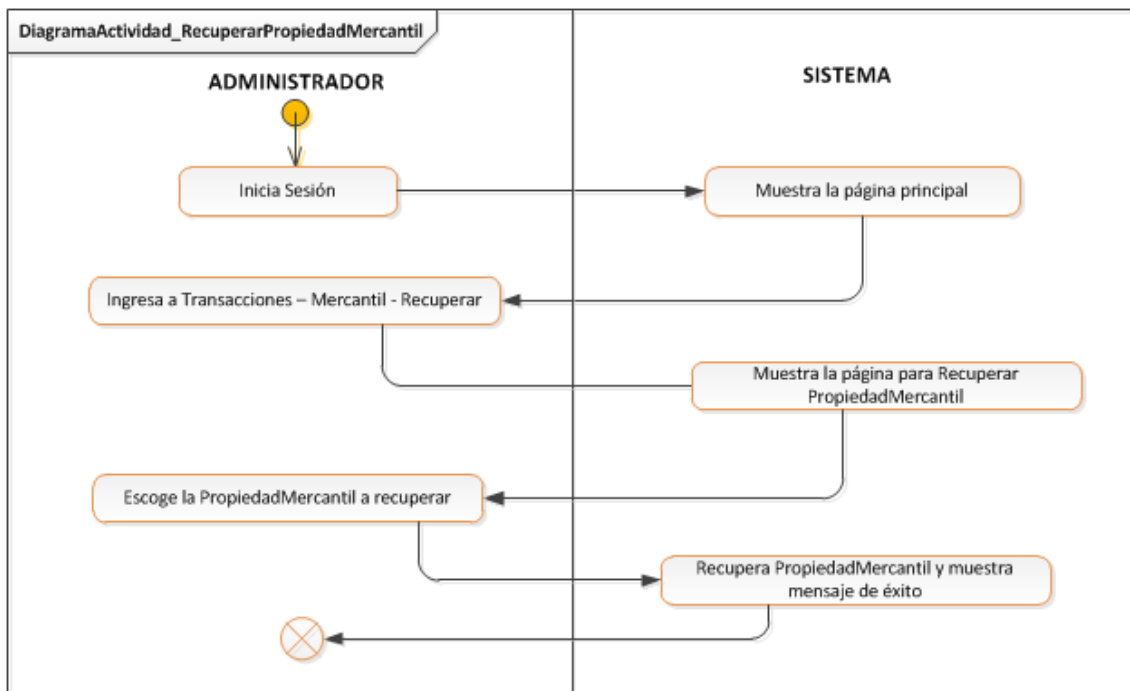 DiagramaActividad_RecuperarPropiedadMercantil
ADMINISTRADOR
SISTEMA
Inicia Sesión
Muestra la página principal
Ingresa a Transacciones – Mercantil - Recuperar
Muestra la página para Recuperar
PropiedadMercantil
Escoge la PropiedadMercantil a recuperar
Recupera PropiedadMercantil y muestra
mensaje de éxito